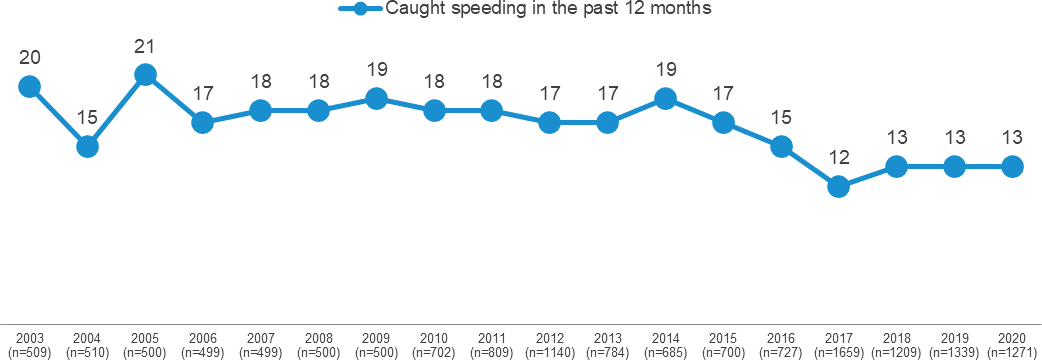 Caught speeding in the past 12 months
20 15 21 17 18 18 19 18 18 17 17 19 17 15 12 13 13 13
2003 2004 2005 2006 2007 2008 2009 2010 2011 2012 2013 2014 2015 2016 2017 2018 2019 2020
(n=509) (n=510) (n=500) (n=499) (n=499) (n=500) (n=500) (n=702) (n=809) (n=1140) (n=784) (n=685) (n=700) (n=727) (n=1659) (n=1209) (n=1339) (n=1271)